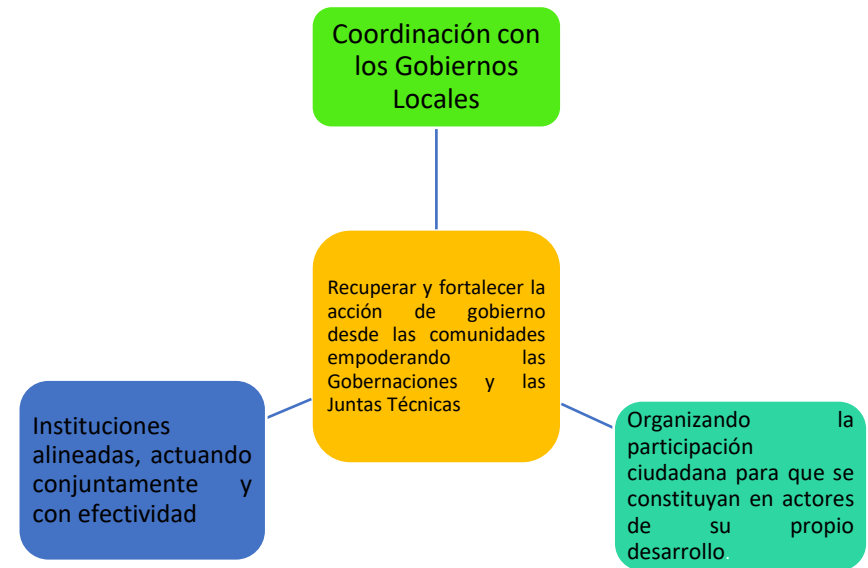 Coordinación con
los Gobiernos
Locales
Recuperar y fortalecer la
acción de gobierno
desde las comunidades
empoderando las
Gobernaciones y las
Juntas Técnicas
Instituciones
alineadas, actuando
conjuntamente y
con efectividad
Organizando la
participación
ciudadana para que se
constituyan en actores
de su propio
desarrollo.